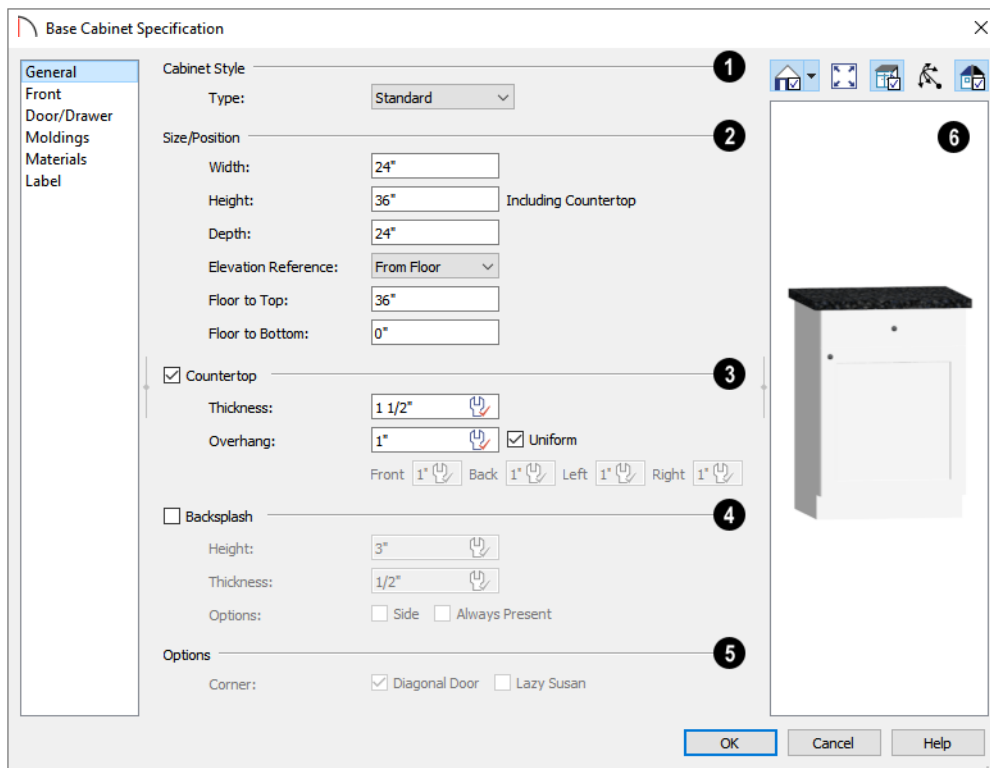 Base Cabinet Specification
General
Front
Door/Drawer
Moldings
Materials
Label
Cabinet Style 1
Type: Standard
Size/Position 2
Width: 24"
Height: 36" Including Countertop
Depth: 24"
Elevation Reference: From Floor
Floor to Top: 36"
Floor to Bottom: 0"
Countertop 3
Thickness: 1 1/2"
Overhang: 1" Uniform
Front 1" Back 1" Left 1" Right 1"
Backsplash 4
Height: 3"
Thickness: 1/2"
Options: Side Always Present
Options 5
Corner: Diagonal Door Lazy Susan
6
OK Cancel Help